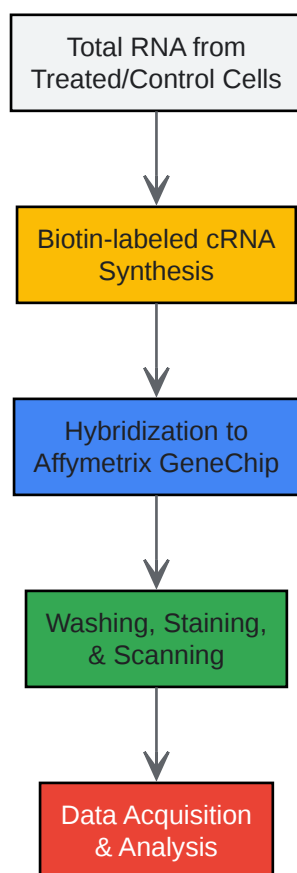 Total RNA from
Treated/Control Cells
Biotin-labeled cRNA
Synthesis
Hybridization to
Affymetrix GeneChip
Washing, Staining,
& Scanning
Data Acquisition
& Analysis